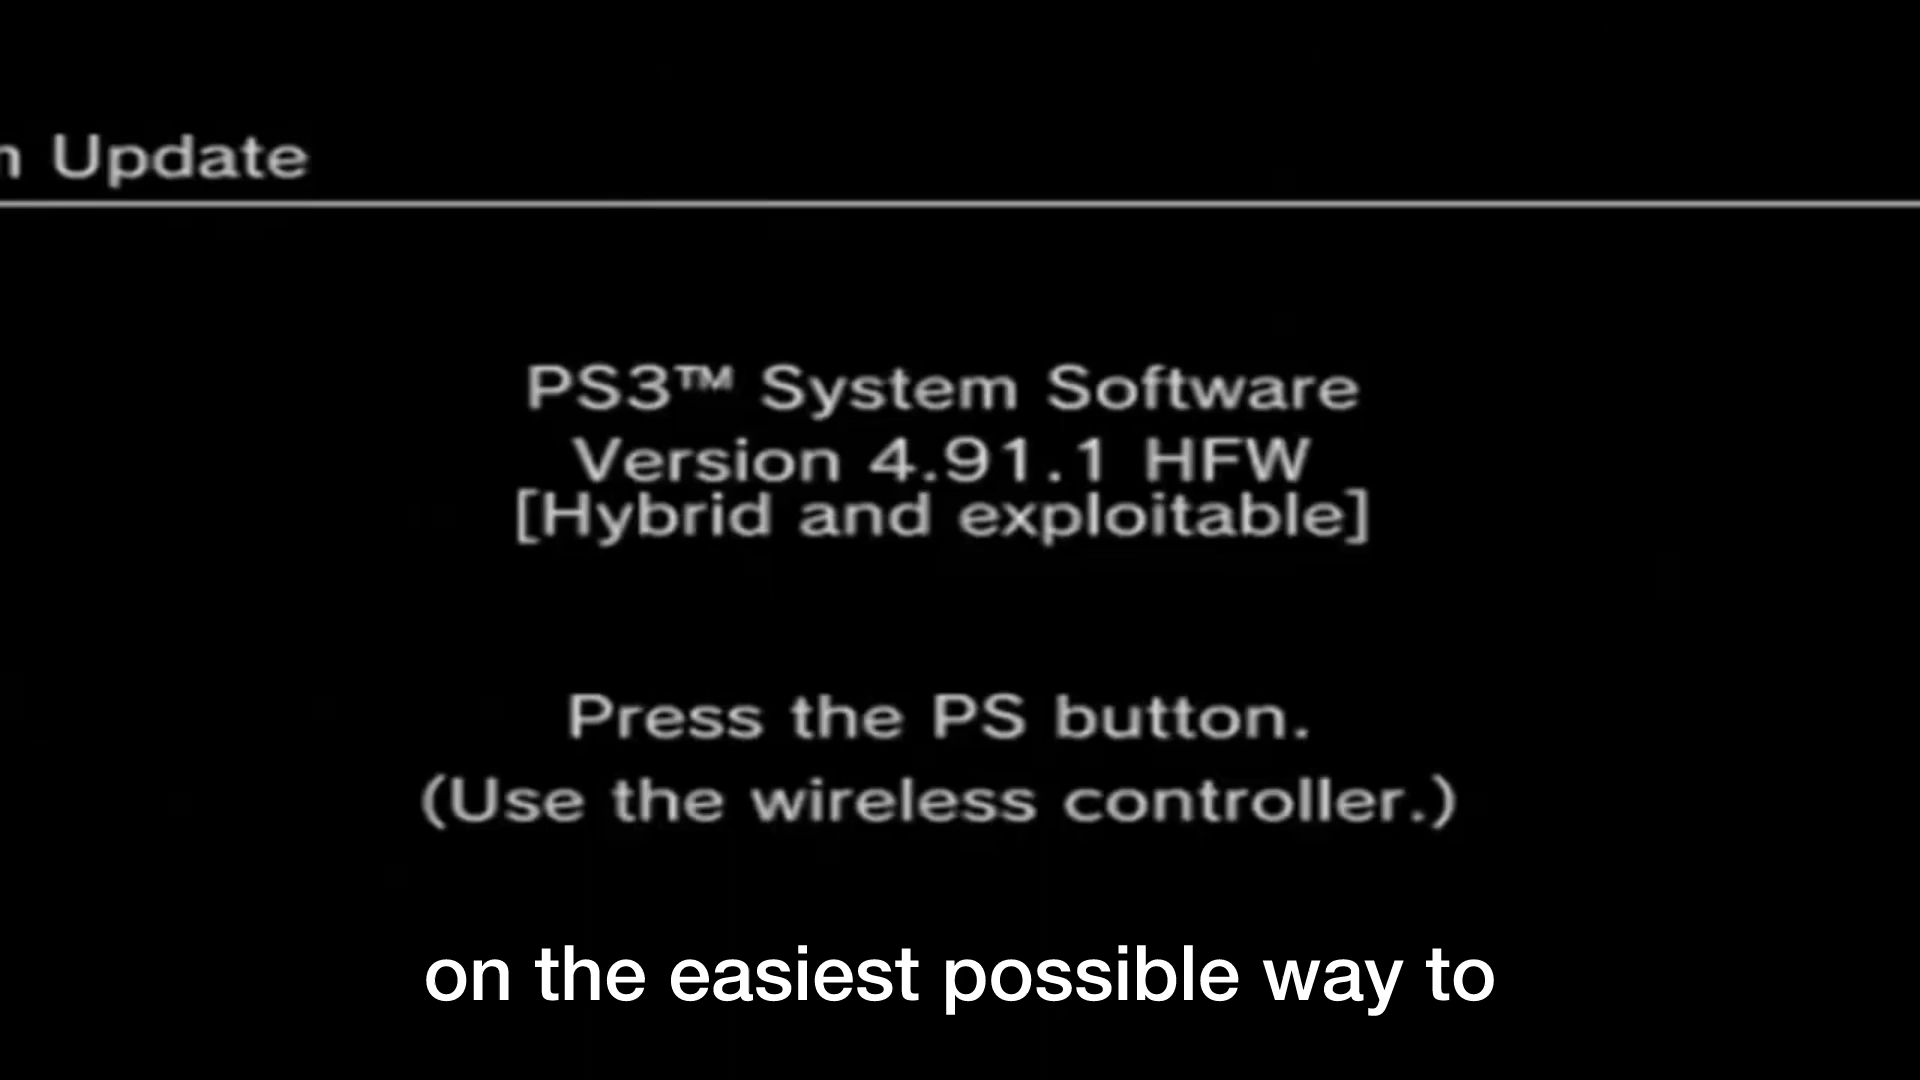 n Update
PS3™ System Software
Version 4.91.1 HFW
[Hybrid and exploitable]
Press the PS button.
(Use the wireless controller.)
on the easiest possible way to